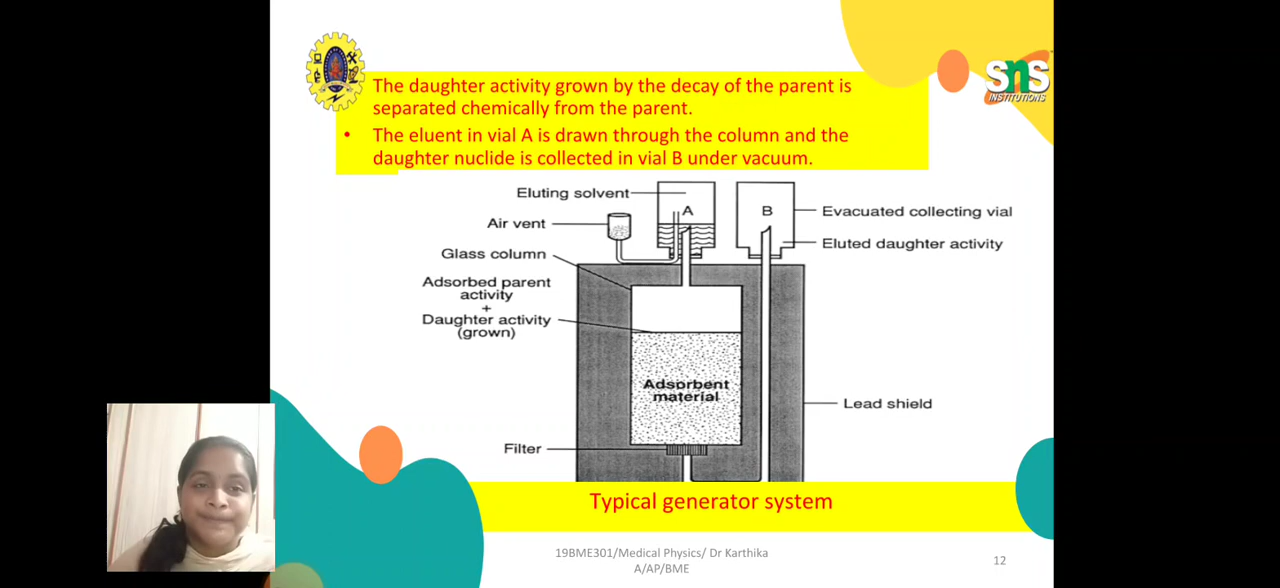 The daughter activity grown by the decay of the parent is
separated chemically from the parent.
• The eluent in vial A is drawn through the column and the
daughter nuclide is collected in vial B under vacuum.
SNS
INSTITUTIONS
Eluting solvent
A
B
Evacuated collecting vial
Air vent
Eluted daughter activity
Glass column
Adsorbed parent
activity
+
Daughter activity
(grown)
Adsorbent
material
Lead shield
Filter
Typical generator system
19BME301/Medical Physics/ Dr Karthika
A/AP/BME
12